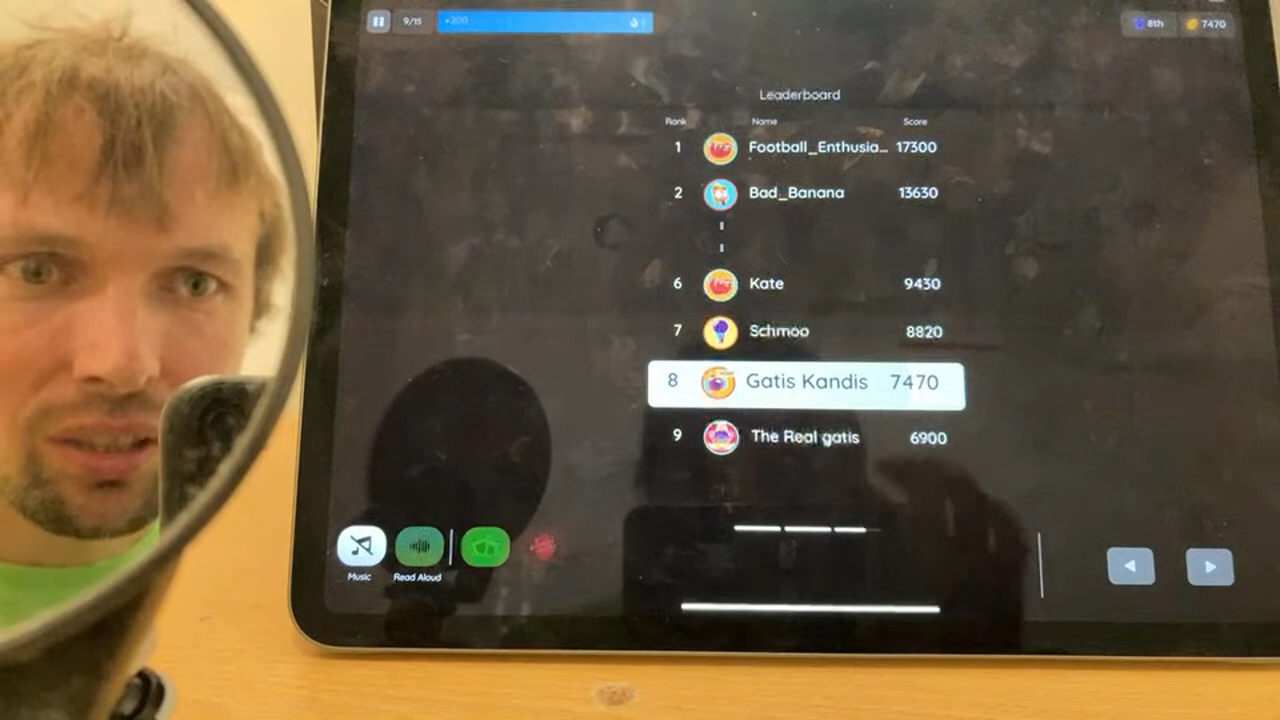 9/15 +200 8th 7470
Leaderboard
Rank Name Score
1 Football_Enthusia... 17300
2 Bad_Banana 13630
6 Kate 9430
7 Schmoo 8820
8 Gatis Kandis 7470
9 The Real gatis 6900
Music Read Aloud